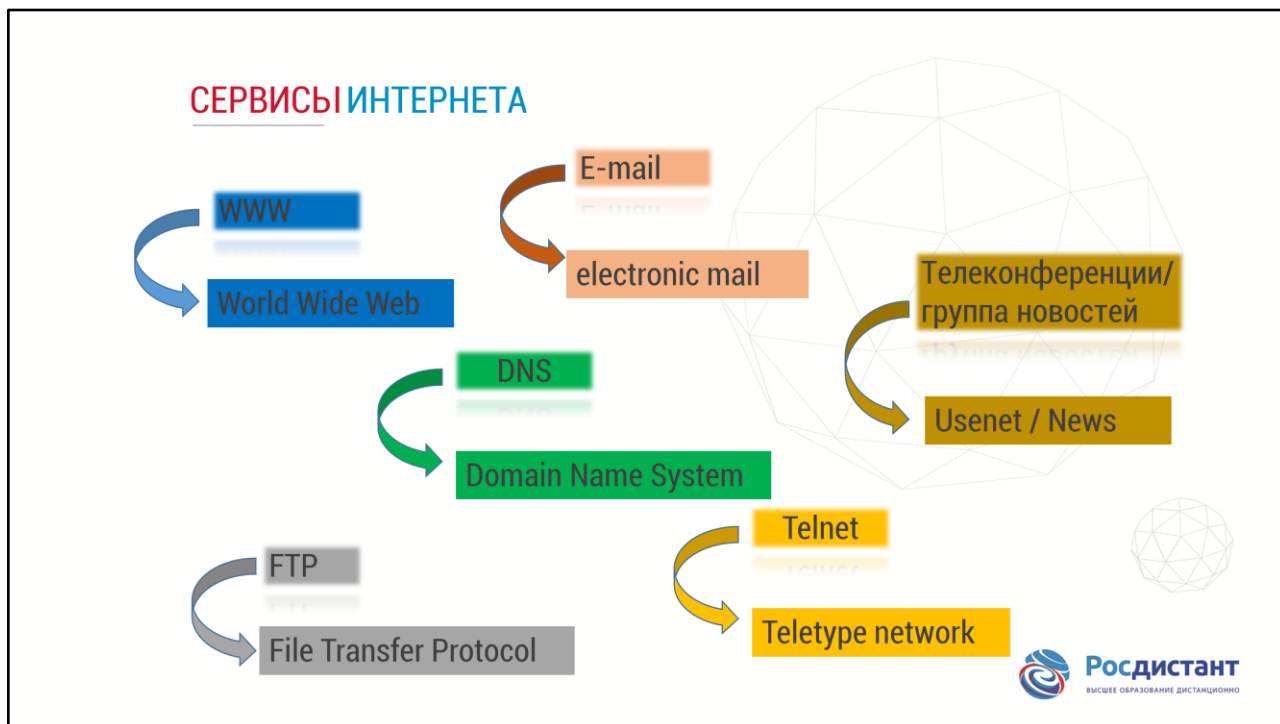 СЕРВИСЫ ИНТЕРНЕТА
WWW
World Wide Web
E-mail
electronic mail
Телеконференции/
группа новостей
Usenet / News
DNS
Domain Name System
Telnet
Teletype network
FTP
File Transfer Protocol
Росдистант
ВЫСШЕЕ ОБРАЗОВАНИЕ ДИСТАНЦИОННО